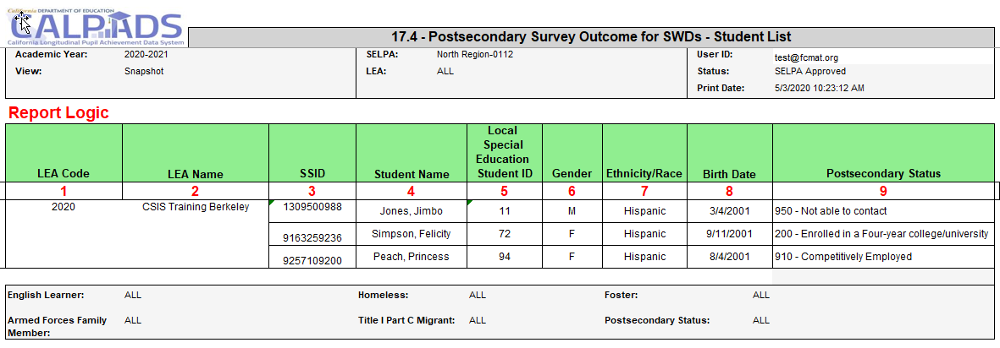 California DEPARTMENT OF EDUCATION
CALPADS
California Longitudinal Pupil Achievement Data System
17.4 - Postsecondary Survey Outcome for SWDs - Student List
Academic Year: 2020-2021 SELPA: North Region-0112 User ID: test@fcmat.org
View: Snapshot LEA: ALL Status: SELPA Approved
Print Date: 5/3/2020 10:23:12 AM
Report Logic
LEA Code LEA Name SSID Student Name Local Special Education Student ID Gender Ethnicity/Race Birth Date Postsecondary Status
1 2 3 4 5 6 7 8 9
2020 CSIS Training Berkeley 1309500988 Jones, Jimbo 11 M Hispanic 3/4/2001 950 - Not able to contact
9163259236 Simpson, Felicity 72 F Hispanic 9/11/2001 200 - Enrolled in a Four-year college/university
9257109200 Peach, Princess 94 F Hispanic 8/4/2001 910 - Competitively Employed
English Learner: ALL Homeless: ALL Foster: ALL
Armed Forces Family Member: ALL Title I Part C Migrant: ALL Postsecondary Status: ALL